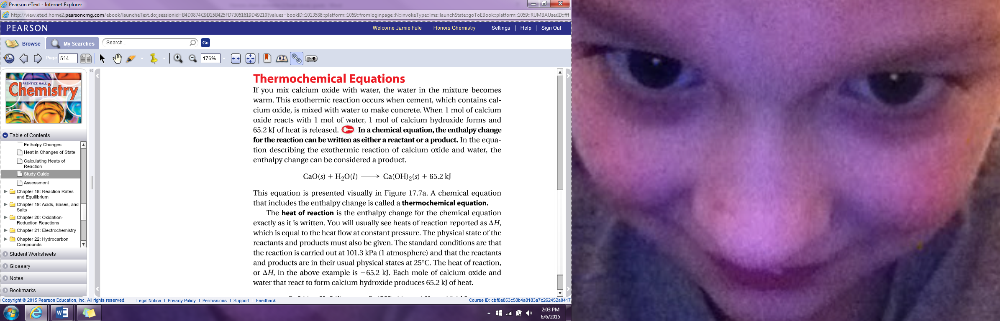 Pearson eText - Internet Explorer
http://view.etext.home2.pearsoncmg.com/ebook/launcheText.do;jsessionid=B4D0874C9D15B425FD73051619D49210?values=bookID::1013588::platform::1059::fromloginpage::N::invokeType::lms::launchState::goToEBook::platform::1059::RUMBAUserID::fff
PEARSON
Welcome Jamie Fule Honors Chemistry Settings | Help | Sign Out
Browse My Searches Search... Go
Page 514 176% A Z
PRENTICE HALL
Chemistry
Table of Contents
Enthalpy Changes
Heat in Changes of State
Calculating Heats of
Reaction
Study Guide
Assessment
Chapter 18: Reaction Rates
and Equilibrium
Chapter 19: Acids, Bases, and
Salts
Chapter 20: Oxidation-
Reduction Reactions
Chapter 21: Electrochemistry
Chapter 22: Hydrocarbon
Compounds
Student Worksheets
Glossary
Notes
Bookmarks
Thermochemical Equations
If you mix calcium oxide with water, the water in the mixture becomes
warm. This exothermic reaction occurs when cement, which contains cal-
cium oxide, is mixed with water to make concrete. When 1 mol of calcium
oxide reacts with 1 mol of water, 1 mol of calcium hydroxide forms and
65.2 kJ of heat is released. In a chemical equation, the enthalpy change
for the reaction can be written as either a reactant or a product. In the equa-
tion describing the exothermic reaction of calcium oxide and water, the
enthalpy change can be considered a product.
CaO(s) + H₂O(l) ⟶ Ca(OH)₂(s) + 65.2 kJ
This equation is presented visually in Figure 17.7a. A chemical equation
that includes the enthalpy change is called a thermochemical equation.
The heat of reaction is the enthalpy change for the chemical equation
exactly as it is written. You will usually see heats of reaction reported as ΔH,
which is equal to the heat flow at constant pressure. The physical state of the
reactants and products must also be given. The standard conditions are that
the reaction is carried out at 101.3 kPa (1 atmosphere) and that the reactants
and products are in their usual physical states at 25°C. The heat of reaction,
or ΔH, in the above example is −65.2 kJ. Each mole of calcium oxide and
water that react to form calcium hydroxide produces 65.2 kJ of heat.
Copyright © 2015 Pearson Education, Inc. All rights reserved. Legal Notice | Privacy Policy | Permissions | Support | Feedback Course ID: cbf8a853c58b4a8183a7c262452a0417
2:03 PM
6/6/2015